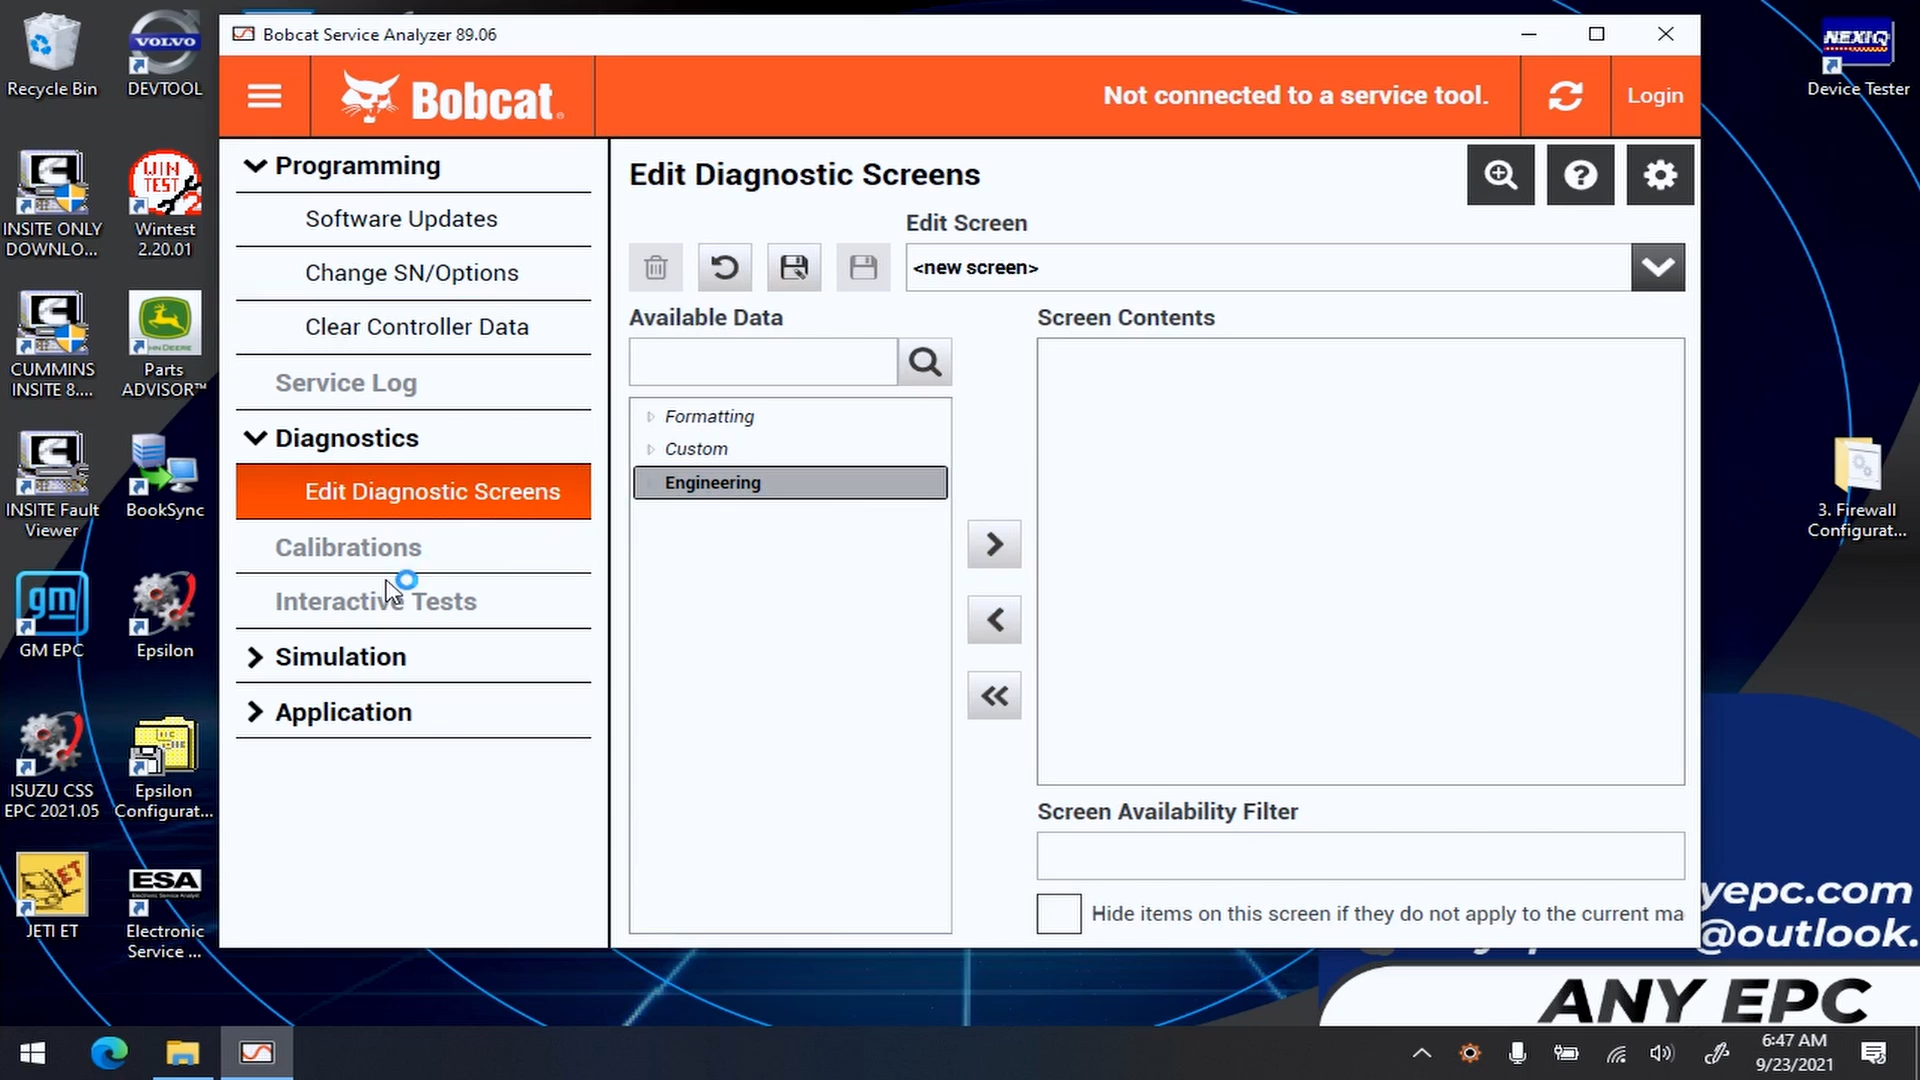 Recycle Bin
VOLVO
DEVTOOL
INSITE ONLY
DOWNLO...
WIN
TEST
Wintest
2.20.01
CUMMINS
INSITE 8....
JOHN DEERE
Parts
ADVISOR™
INSITE Fault
Viewer
BookSync
gm
GM EPC
Epsilon
ISUZU CSS
EPC 2021.05
Epsilon
Configurat...
ET
JETI ET
ESA
Electronic
Service ...
Bobcat Service Analyzer 89.06
Bobcat®
Not connected to a service tool.
Login
Programming
Software Updates
Change SN/Options
Clear Controller Data
Service Log
Diagnostics
Edit Diagnostic Screens
Calibrations
Interactive Tests
Simulation
Application
Edit Diagnostic Screens
Edit Screen
<new screen>
Available Data
Formatting
Custom
Engineering
Screen Contents
Screen Availability Filter
Hide items on this screen if they do not apply to the current ma
NEXIQ
Device Tester
3. Firewall
Configurat...
yepc.com
@outlook.
ANY EPC
6:47 AM
9/23/2021